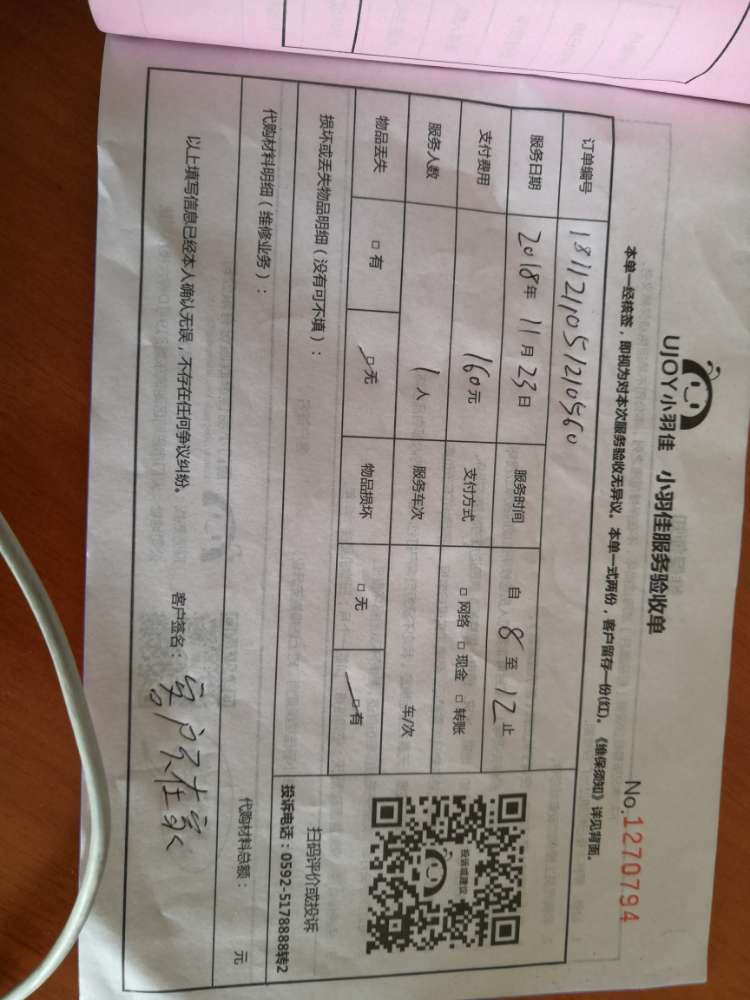 UJOY小羽佳 小羽佳服务验收单
No.1270794
本单一经核签，即视为对本次服务验收无异议。本单一式两份，客户留存一份(红)。《维保须知》详见背面。
订单编号 1811211051210560
服务日期 2018年11月23日 服务时间 自8至12止
支付费用 160元 支付方式 □网络 □现金 □转账
服务人数 1人 服务车次 车/次
物品丢失 □有 □无 物品损坏 □无 □有
损坏或丢失物品明细（没有可不填）：
投诉或建议
扫码评价或投诉
投诉电话：0592-5178888转2
代购材料明细（维修业务）：
代购材料总额： 元
以上填写信息已经本人确认无误，不存在任何争议纠纷。 客户签名：客户不在家